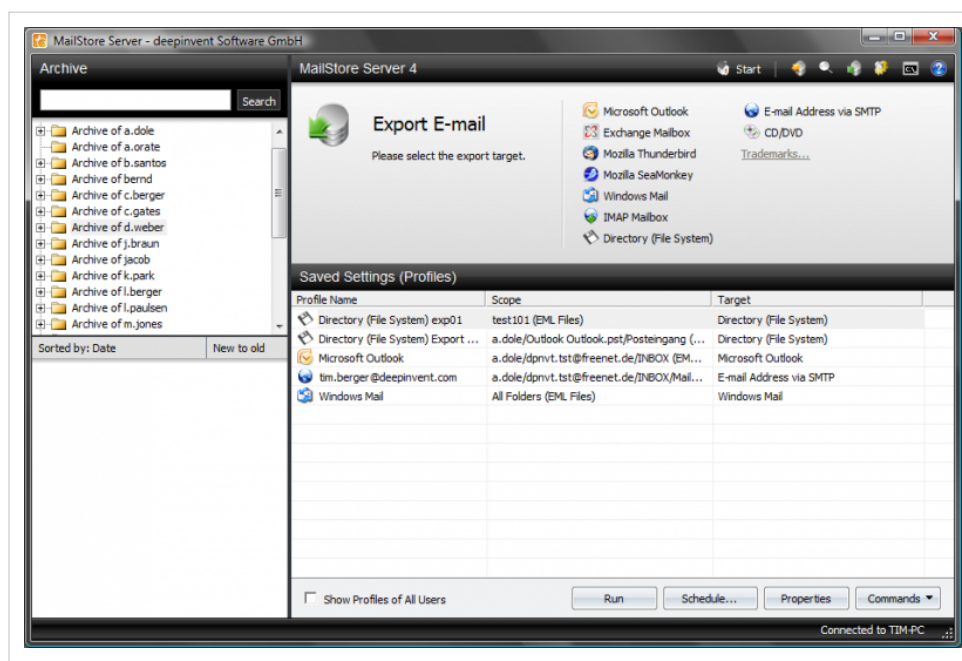 MailStore Server - deepinvent Software GmbH
Archive
Search
Archive of a.dole
Archive of a.orate
Archive of b.santos
Archive of bernd
Archive of c.berger
Archive of c.gates
Archive of d.weber
Archive of j.braun
Archive of jacob
Archive of k.park
Archive of l.berger
Archive of l.paulsen
Archive of m.jones
Sorted by: Date New to old
MailStore Server 4 Start
Export E-mail
Please select the export target.
Microsoft Outlook
Exchange Mailbox
Mozilla Thunderbird
Mozilla SeaMonkey
Windows Mail
IMAP Mailbox
Directory (File System)
E-mail Address via SMTP
CD/DVD
Trademarks...
Saved Settings (Profiles)
Profile Name Scope Target
Directory (File System) exp01 test101 (EML Files) Directory (File System)
Directory (File System) Export ... a.dole/Outlook Outlook.pst/Posteingang (... Directory (File System)
Microsoft Outlook a.dole/dpnvt.tst@freenet.de/INBOX (EM... Microsoft Outlook
tim.berger@deepinvent.com a.dole/dpnvt.tst@freenet.de/INBOX/Mail... E-mail Address via SMTP
Windows Mail All Folders (EML Files) Windows Mail
Show Profiles of All Users Run Schedule... Properties Commands
Connected to TIM-PC